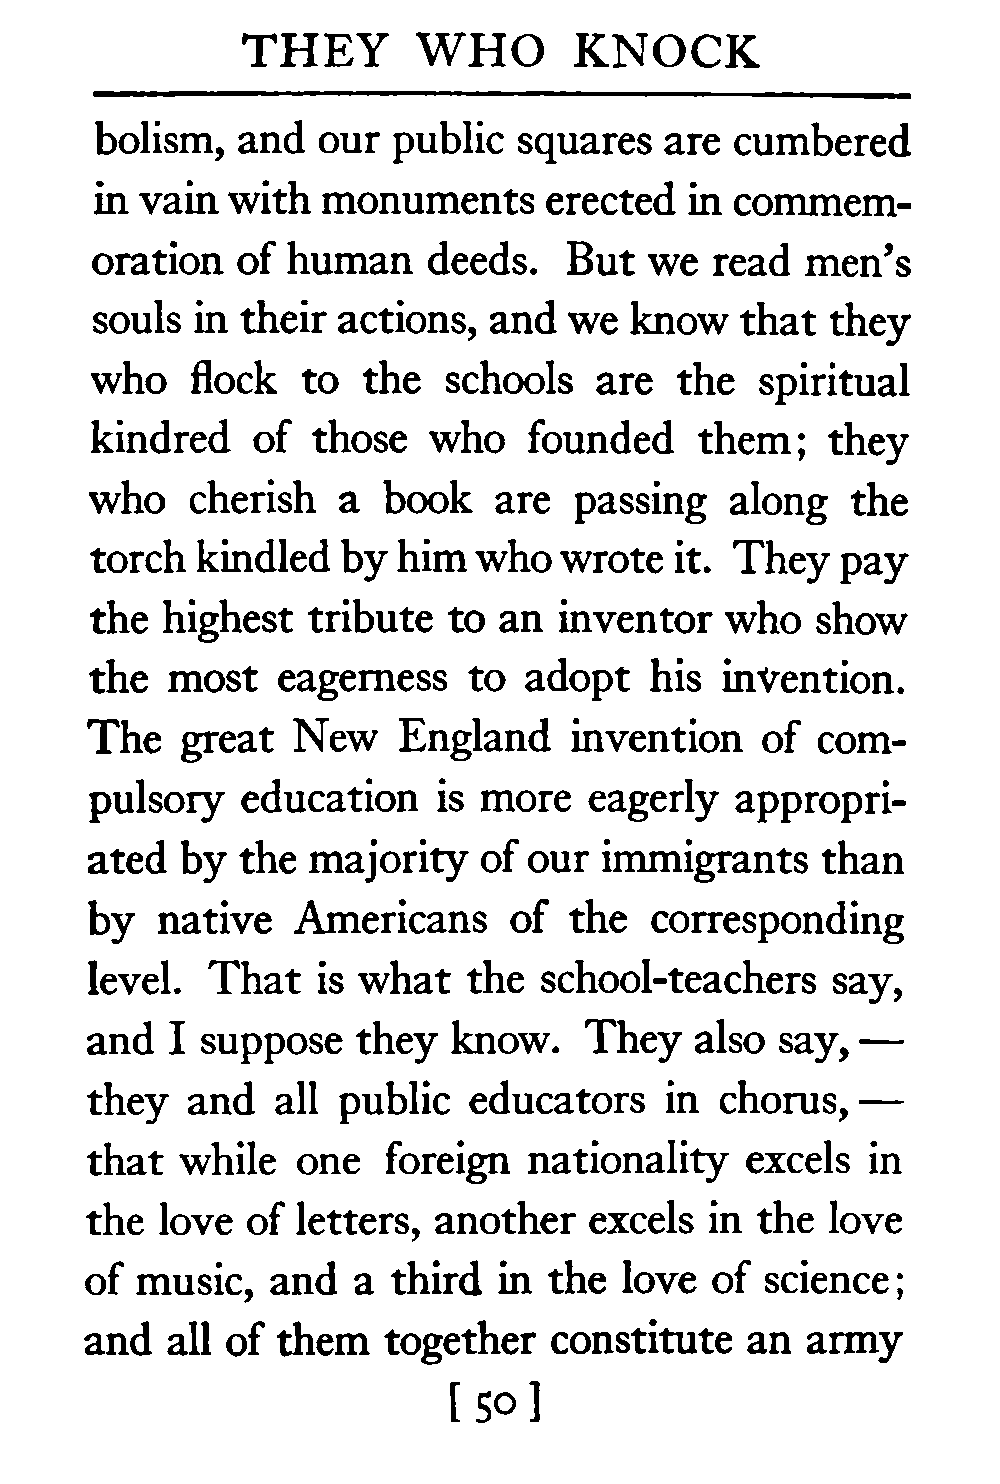 THEY WHO KNOCK
bolism, and our public squares are cumbered
in vain with monuments erected in commem-
oration of human deeds. But we read men's
souls in their actions, and we know that they
who flock to the schools are the spiritual
kindred of those who founded them; they
who cherish a book are passing along the
torch kindled by him who wrote it. They pay
the highest tribute to an inventor who show
the most eagerness to adopt his invention.
The great New England invention of com-
pulsory education is more eagerly appropri-
ated by the majority of our immigrants than
by native Americans of the corresponding
level. That is what the school-teachers say,
and I suppose they know. They also say, —
they and all public educators in chorus, —
that while one foreign nationality excels in
the love of letters, another excels in the love
of music, and a third in the love of science;
and all of them together constitute an army
[ 50 ]